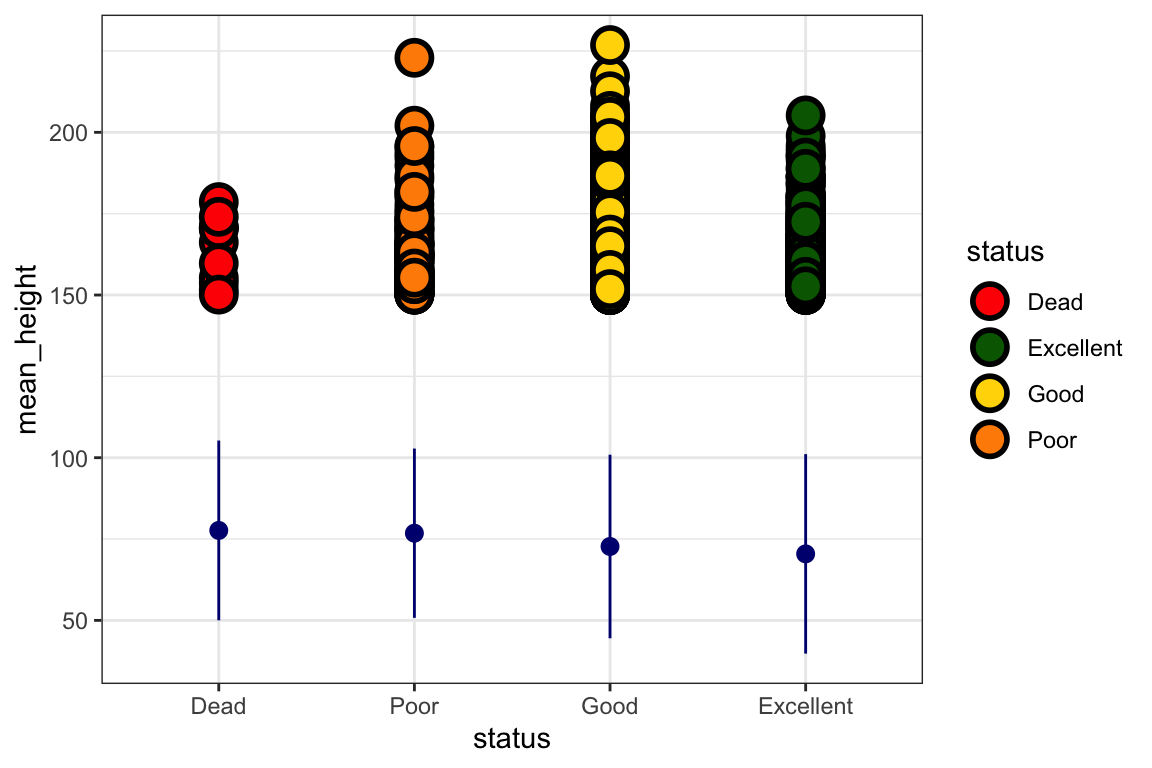 mean_height
200
150
100
50
Dead
Poor
Good
Excellent
status
status
Dead
Excellent
Good
Poor